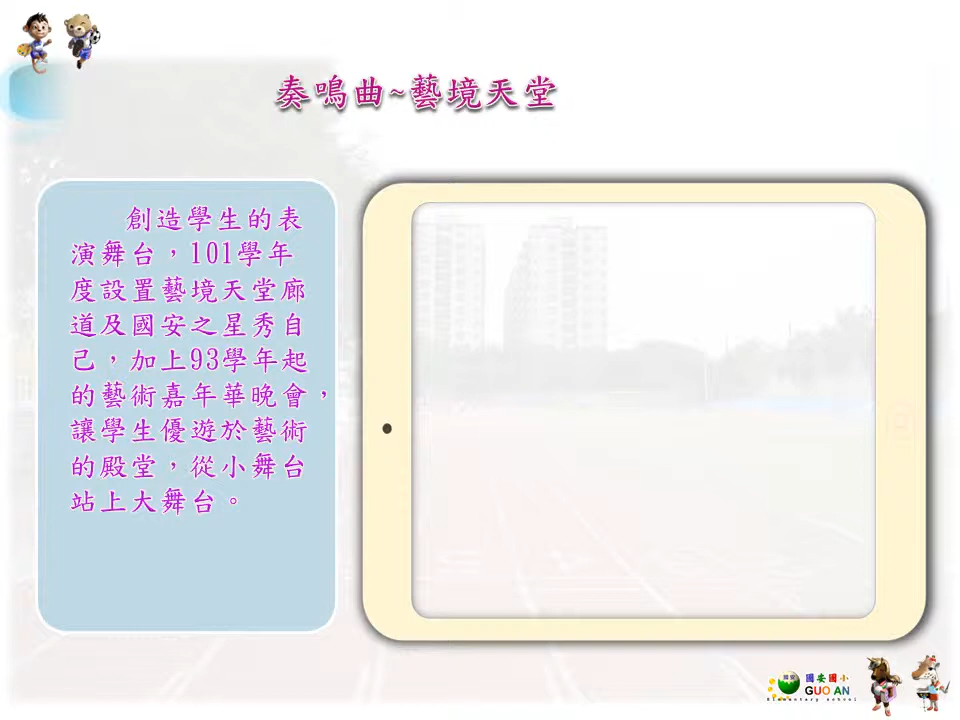 奏鳴曲~藝境天堂
創造學生的表
演舞台，101學年
度設置藝境天堂廊
道及國安之星秀自
己，加上93學年起
的藝術嘉年華晚會，
讓學生優遊於藝術
的殿堂，從小舞台
站上大舞台。
國安
國安國小
GUO AN
Elementary school